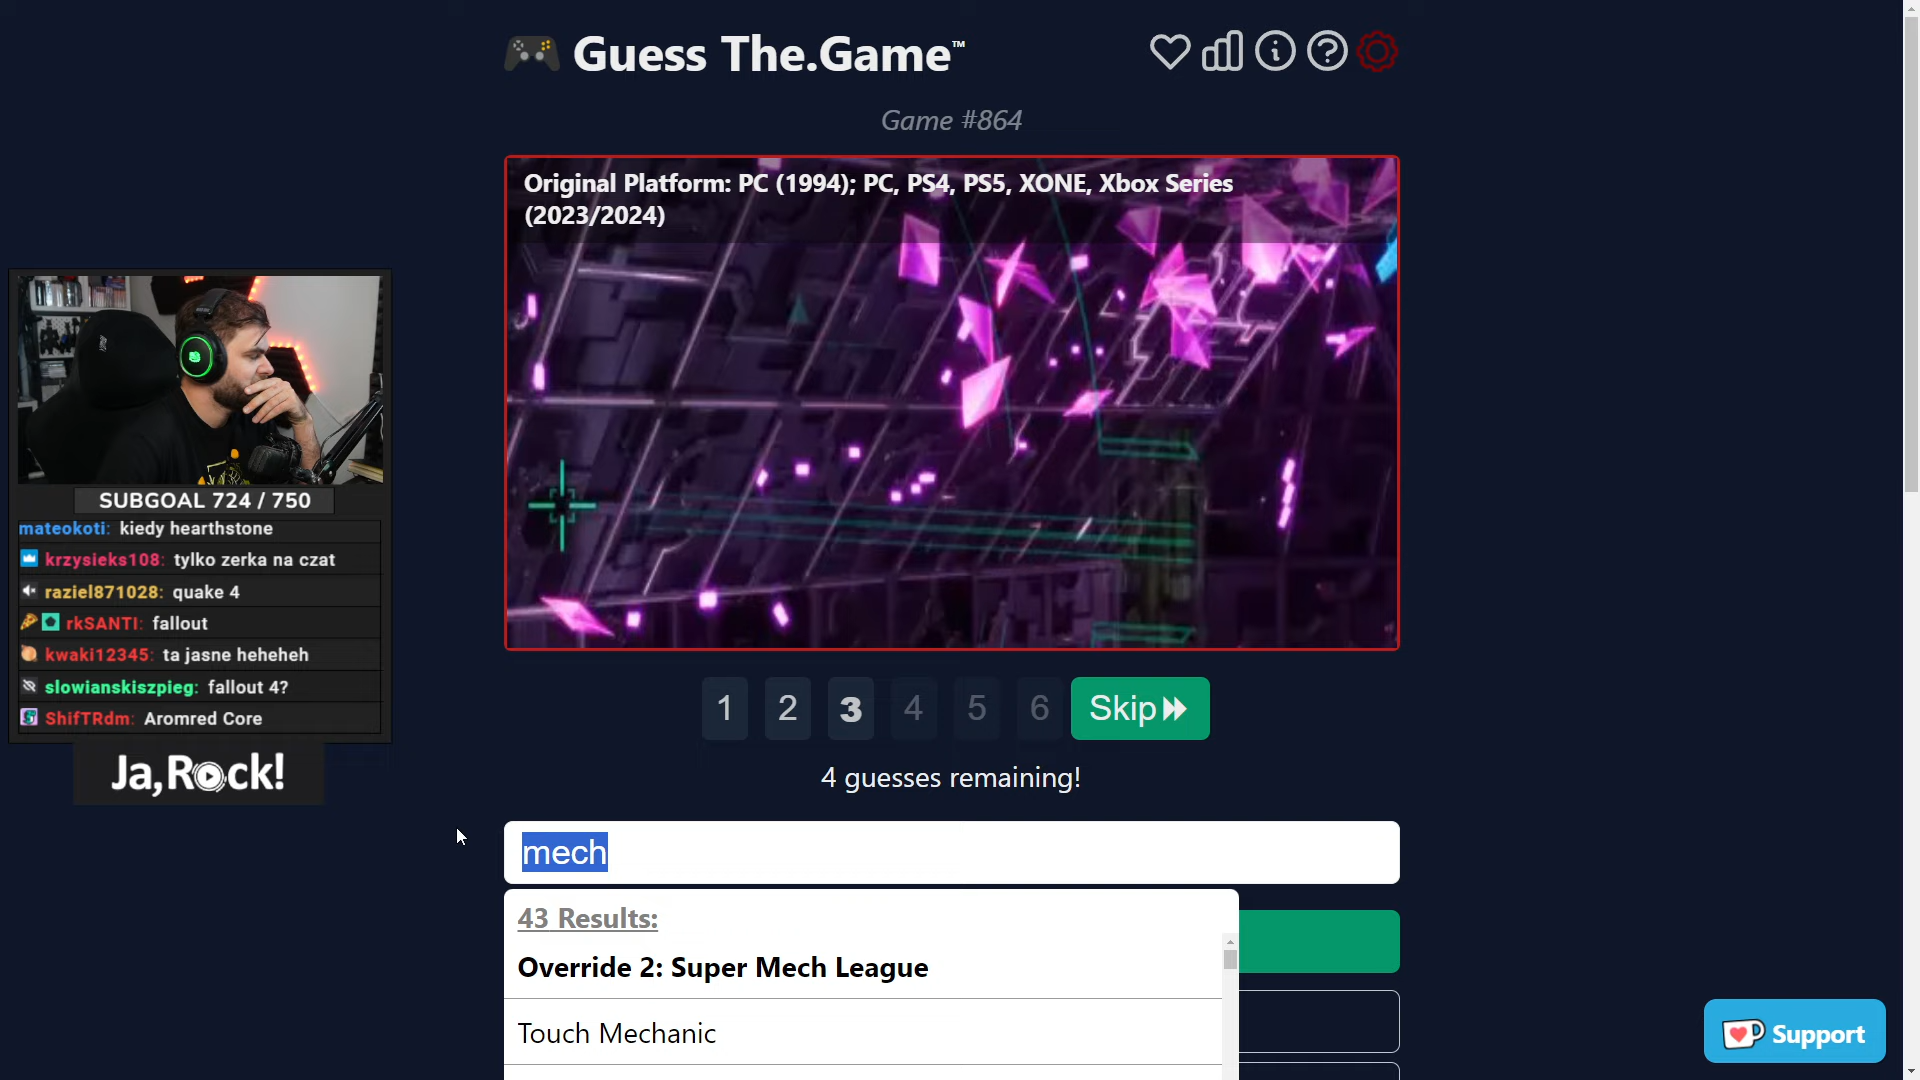 Guess The.Game™
Game #864
Original Platform: PC (1994); PC, PS4, PS5, XONE, Xbox Series
(2023/2024)
SUBGOAL 724 / 750
mateokoti: kiedy hearthstone
krzysieks108: tylko zerka na czat
raziel871028: quake 4
rkSANTI: fallout
kwaki12345: ta jasne heheheh
slowianskiszpieg: fallout 4?
ShifTRdm: Aromred Core
Ja,Rock!
1 2 3 4 5 6 Skip
4 guesses remaining!
mech
43 Results:
Override 2: Super Mech League
Touch Mechanic
Support